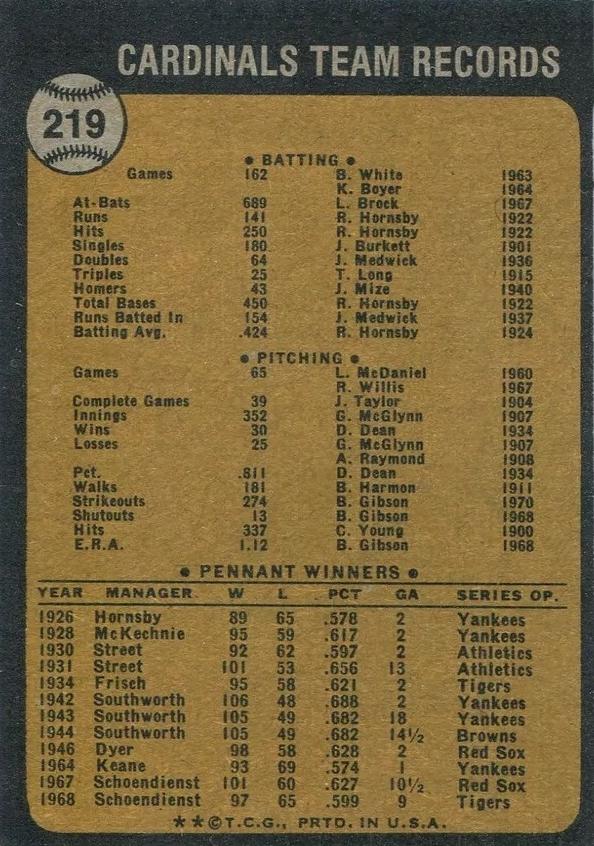 CARDINALS TEAM RECORDS
219
• BATTING •
Games 162 B. White 1963
K. Boyer 1964
At-Bats 689 L. Brock 1967
Runs 141 R. Hornsby 1922
Hits 250 R. Hornsby 1922
Singles 180 J. Burkett 1901
Doubles 64 J. Medwick 1936
Triples 25 T. Long 1915
Homers 43 J. Mize 1940
Total Bases 450 R. Hornsby 1922
Runs Batted In 154 J. Medwick 1937
Batting Avg. .424 R. Hornsby 1924
• PITCHING •
Games 65 L. McDaniel 1960
R. Willis 1967
Complete Games 39 J. Taylor 1904
Innings 352 G. McGlynn 1907
Wins 30 D. Dean 1934
Losses 25 G. McGlynn 1907
A. Raymond 1908
Pct. .811 D. Dean 1934
Walks 181 B. Harmon 1911
Strikeouts 274 B. Gibson 1970
Shutouts 13 B. Gibson 1968
Hits 337 C. Young 1900
E.R.A. 1.12 B. Gibson 1968
• PENNANT WINNERS •
YEAR MANAGER W L PCT GA SERIES OP.
1926 Hornsby 89 65 .578 2 Yankees
1928 McKechnie 95 59 .617 2 Yankees
1930 Street 92 62 .597 2 Athletics
1931 Street 101 53 .656 13 Athletics
1934 Frisch 95 58 .621 2 Tigers
1942 Southworth 106 48 .688 2 Yankees
1943 Southworth 105 49 .682 18 Yankees
1944 Southworth 105 49 .682 14½ Browns
1946 Dyer 98 58 .628 2 Red Sox
1964 Keane 93 69 .574 1 Yankees
1967 Schoendienst 101 60 .627 10½ Red Sox
1968 Schoendienst 97 65 .599 9 Tigers
**©T.C.G., PRTD. IN U.S.A.